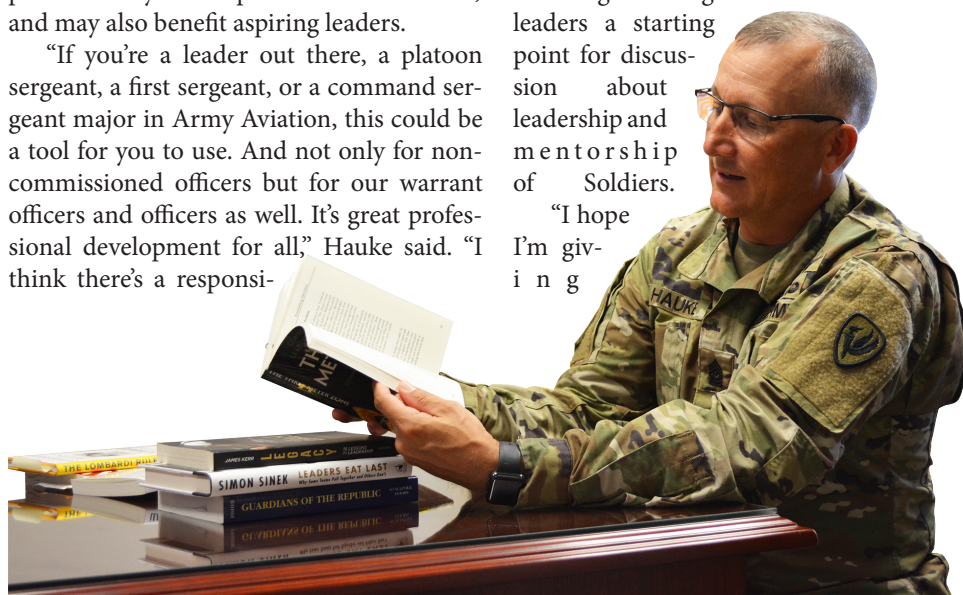 and may also benefit aspiring leaders.
“If you’re a leader out there, a platoon
sergeant, a first sergeant, or a command ser-
geant major in Army Aviation, this could be
a tool for you to use. And not only for non-
commissioned officers but for our warrant
officers and officers as well. It’s great profes-
sional development for all,” Hauke said. “I
think there’s a responsi-
leaders a starting
point for discus-
sion about
leadership and
mentorship
of Soldiers.
“I hope
I’m giv-
ing
HAUKE
THE LOMBARDI RULES
JAMES KERR LEGACY
SIMON SINEK LEADERS EAT LAST
Why Some Teams Pull Together and Others Don't
GUARDIANS OF THE REPUBLIC